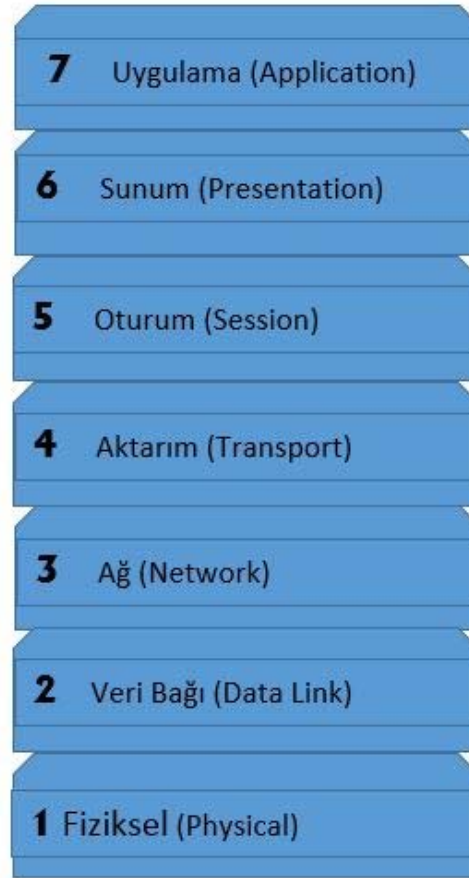 7 Uygulama (Application)
6 Sunum (Presentation)
5 Oturum (Session)
4 Aktarım (Transport)
3 Ağ (Network)
2 Veri Bağı (Data Link)
1 Fiziksel (Physical)